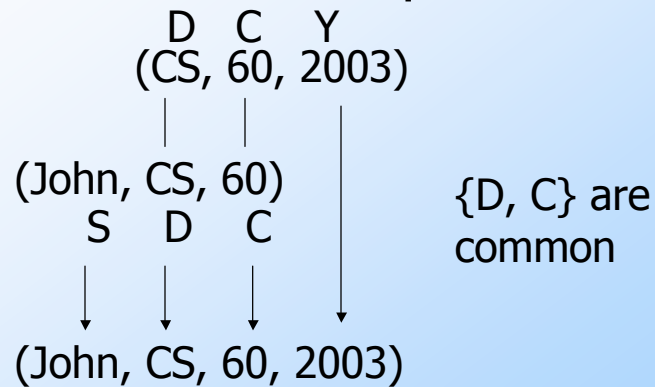 D C Y
(CS, 60, 2003)
(John, CS, 60)
S D C
{D, C} are
common
(John, CS, 60, 2003)